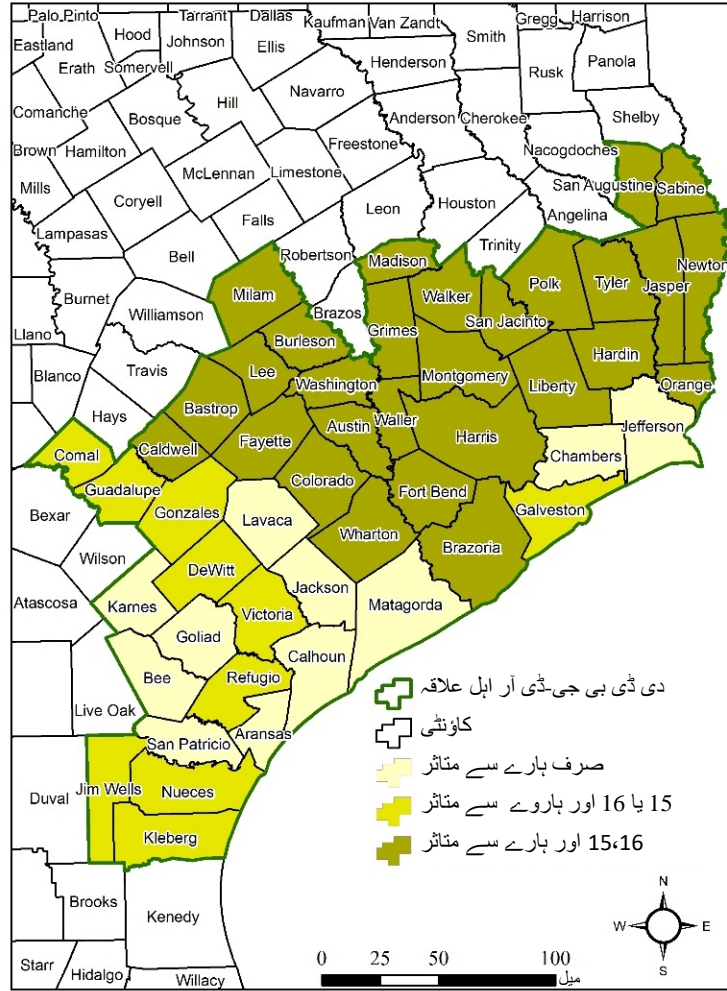 Palo Pinto
Tarrant
Dallas
Kaufman
Van Zandt
Gregg
Harrison
Hood
Johnson
Ellis
Smith
Eastland
Erath
Somervell
Henderson
Rusk
Panola
Navarro
Comanche
Hill
Anderson
Cherokee
Shelby
Bosque
Freestone
Nacogdoches
Brown
Hamilton
McLennan
Limestone
San Augustine
Sabine
Mills
Coryell
Leon
Houston
Angelina
Lampasas
Falls
Trinity
Bell
Robertson
Madison
Newton
Burnet
Milam
Walker
Polk
Tyler
Jasper
Williamson
Brazos
Grimes
San Jacinto
Llano
Burleson
Hardin
Blanco
Travis
Lee
Washington
Montgomery
Liberty
Orange
Hays
Bastrop
Austin
Waller
Jefferson
Caldwell
Fayette
Harris
Chambers
Comal
Colorado
Guadalupe
Fort Bend
Galveston
Bexar
Gonzales
Lavaca
Wharton
Brazoria
Wilson
DeWitt
Jackson
Atascosa
Karnes
Victoria
Matagorda
Goliad
Calhoun
Bee
Refugio
Live Oak
Aransas
San Patricio
Duval
Jim Wells
Nueces
Kleberg
Brooks
Kenedy
Starr
Hidalgo
Willacy
دی ڈی بی جی-ڈی آر اہل علاقہ
کاؤنٹی
صرف ہارے سے متاثر
15 یا 16 اور ہاروے سے متاثر
15،16 اور ہارے سے متاثر
N
W E
S
0 25 50 100
میل